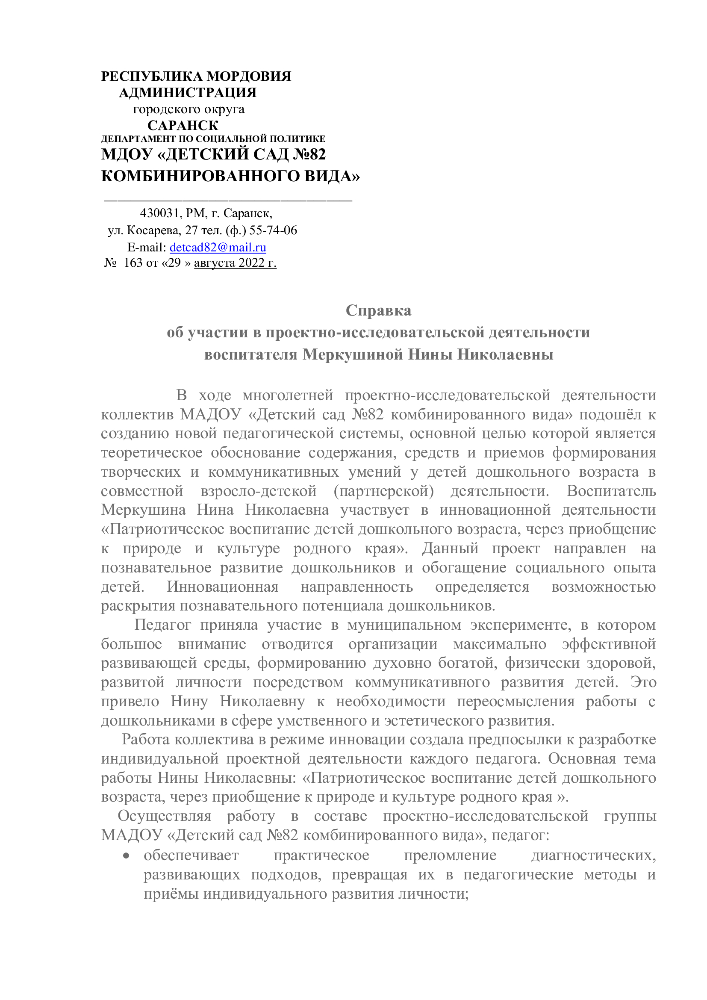 РЕСПУБЛИКА МОРДОВИЯ
АДМИНИСТРАЦИЯ
городского округа
САРАНСК
ДЕПАРТАМЕНТ ПО СОЦИАЛЬНОЙ ПОЛИТИКЕ
МДОУ «ДЕТСКИЙ САД №82
КОМБИНИРОВАННОГО ВИДА»
______________________________________
430031, РМ, г. Саранск,
ул. Косарева, 27 тел. (ф.) 55-74-06
E-mail: detcad82@mail.ru
№ 163 от «29 » августа 2022 г.
Справка
об участии в проектно-исследовательской деятельности
воспитателя Меркушиной Нины Николаевны
В ходе многолетней проектно-исследовательской деятельности
коллектив МАДОУ «Детский сад №82 комбинированного вида» подошёл к
созданию новой педагогической системы, основной целью которой является
теоретическое обоснование содержания, средств и приемов формирования
творческих и коммуникативных умений у детей дошкольного возраста в
совместной взросло-детской (партнерской) деятельности. Воспитатель
Меркушина Нина Николаевна участвует в инновационной деятельности
«Патриотическое воспитание детей дошкольного возраста, через приобщение
к природе и культуре родного края». Данный проект направлен на
познавательное развитие дошкольников и обогащение социального опыта
детей. Инновационная направленность определяется возможностью
раскрытия познавательного потенциала дошкольников.
Педагог приняла участие в муниципальном эксперименте, в котором
большое внимание отводится организации максимально эффективной
развивающей среды, формированию духовно богатой, физически здоровой,
развитой личности посредством коммуникативного развития детей. Это
привело Нину Николаевну к необходимости переосмысления работы с
дошкольниками в сфере умственного и эстетического развития.
Работа коллектива в режиме инновации создала предпосылки к разработке
индивидуальной проектной деятельности каждого педагога. Основная тема
работы Нины Николаевны: «Патриотическое воспитание детей дошкольного
возраста, через приобщение к природе и культуре родного края ».
Осуществляя работу в составе проектно-исследовательской группы
МАДОУ «Детский сад №82 комбинированного вида», педагог:
• обеспечивает практическое преломление диагностических,
развивающих подходов, превращая их в педагогические методы и
приёмы индивидуального развития личности;